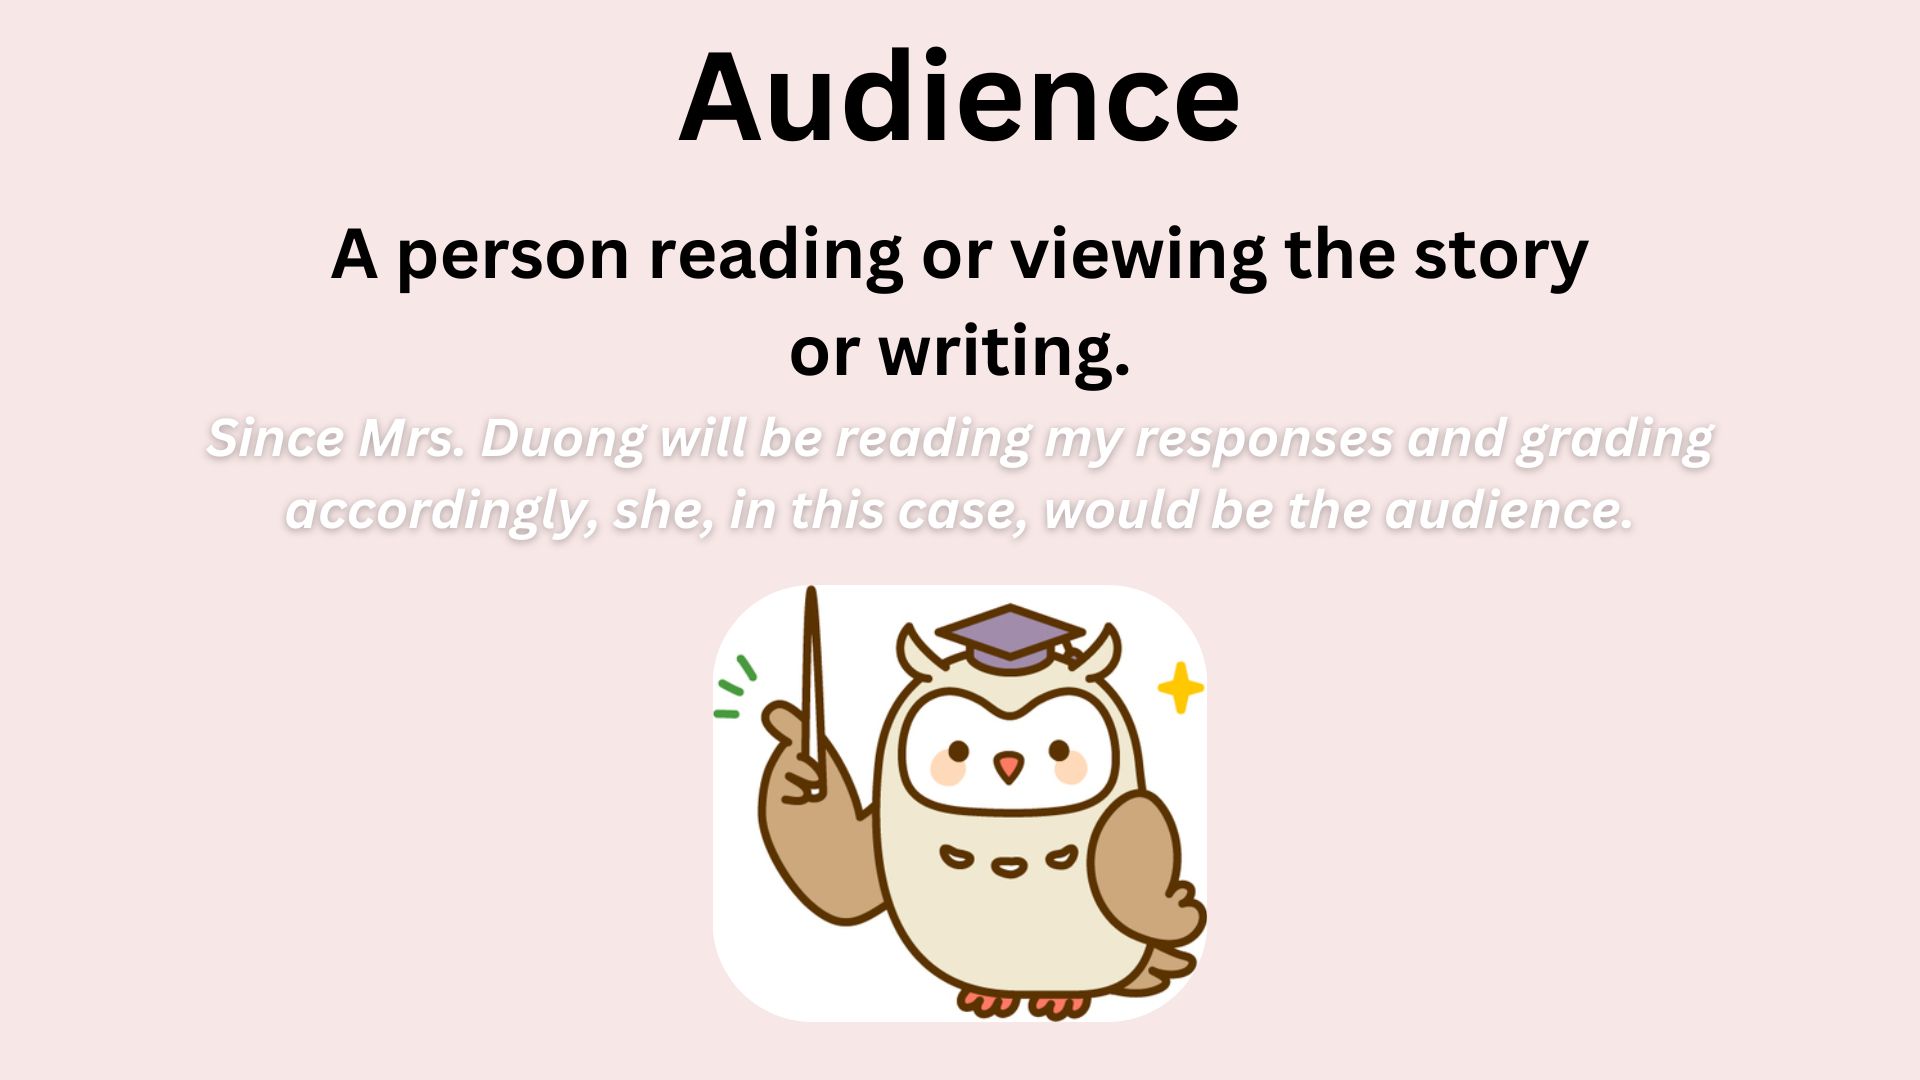 Audience
A person reading or viewing the story
or writing.
Since Mrs. Duong will be reading my responses and grading
accordingly, she, in this case, would be the audience.